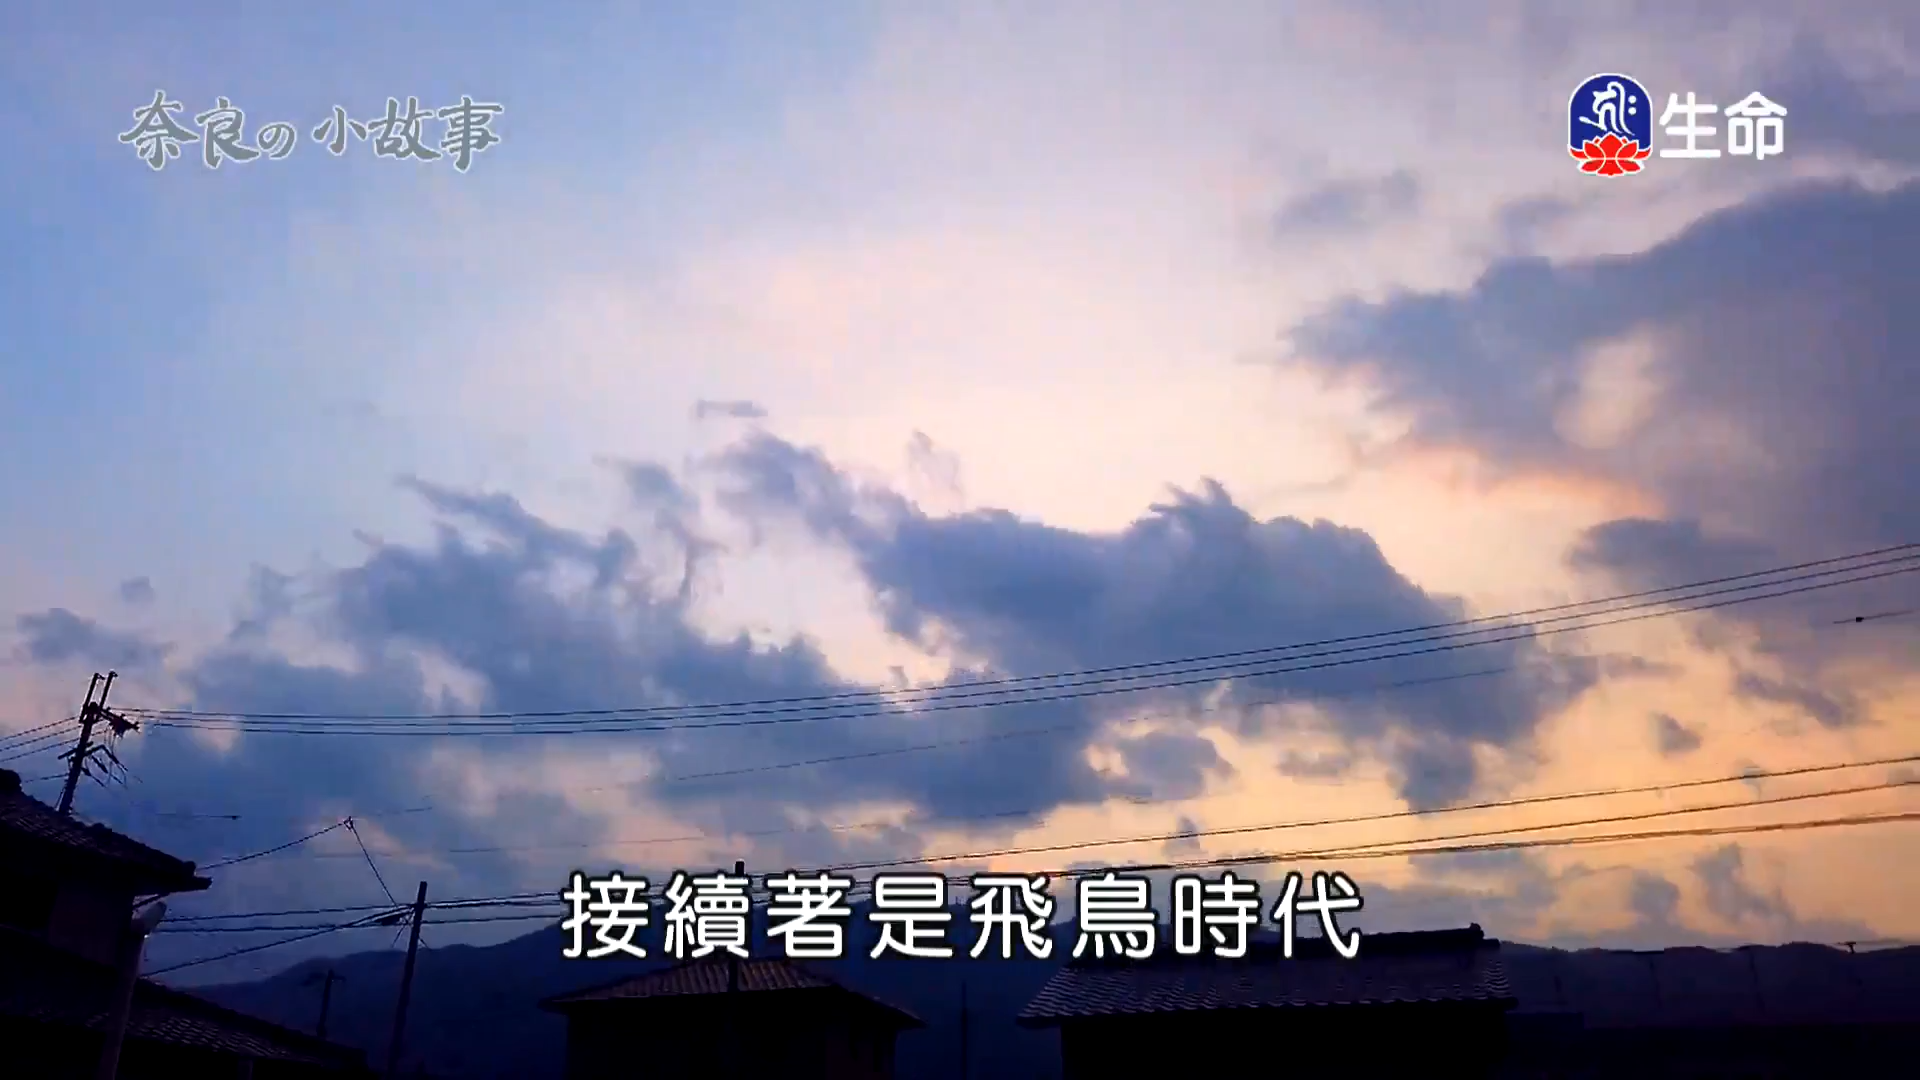 奈良の小故事
生命
接續著是飛鳥時代